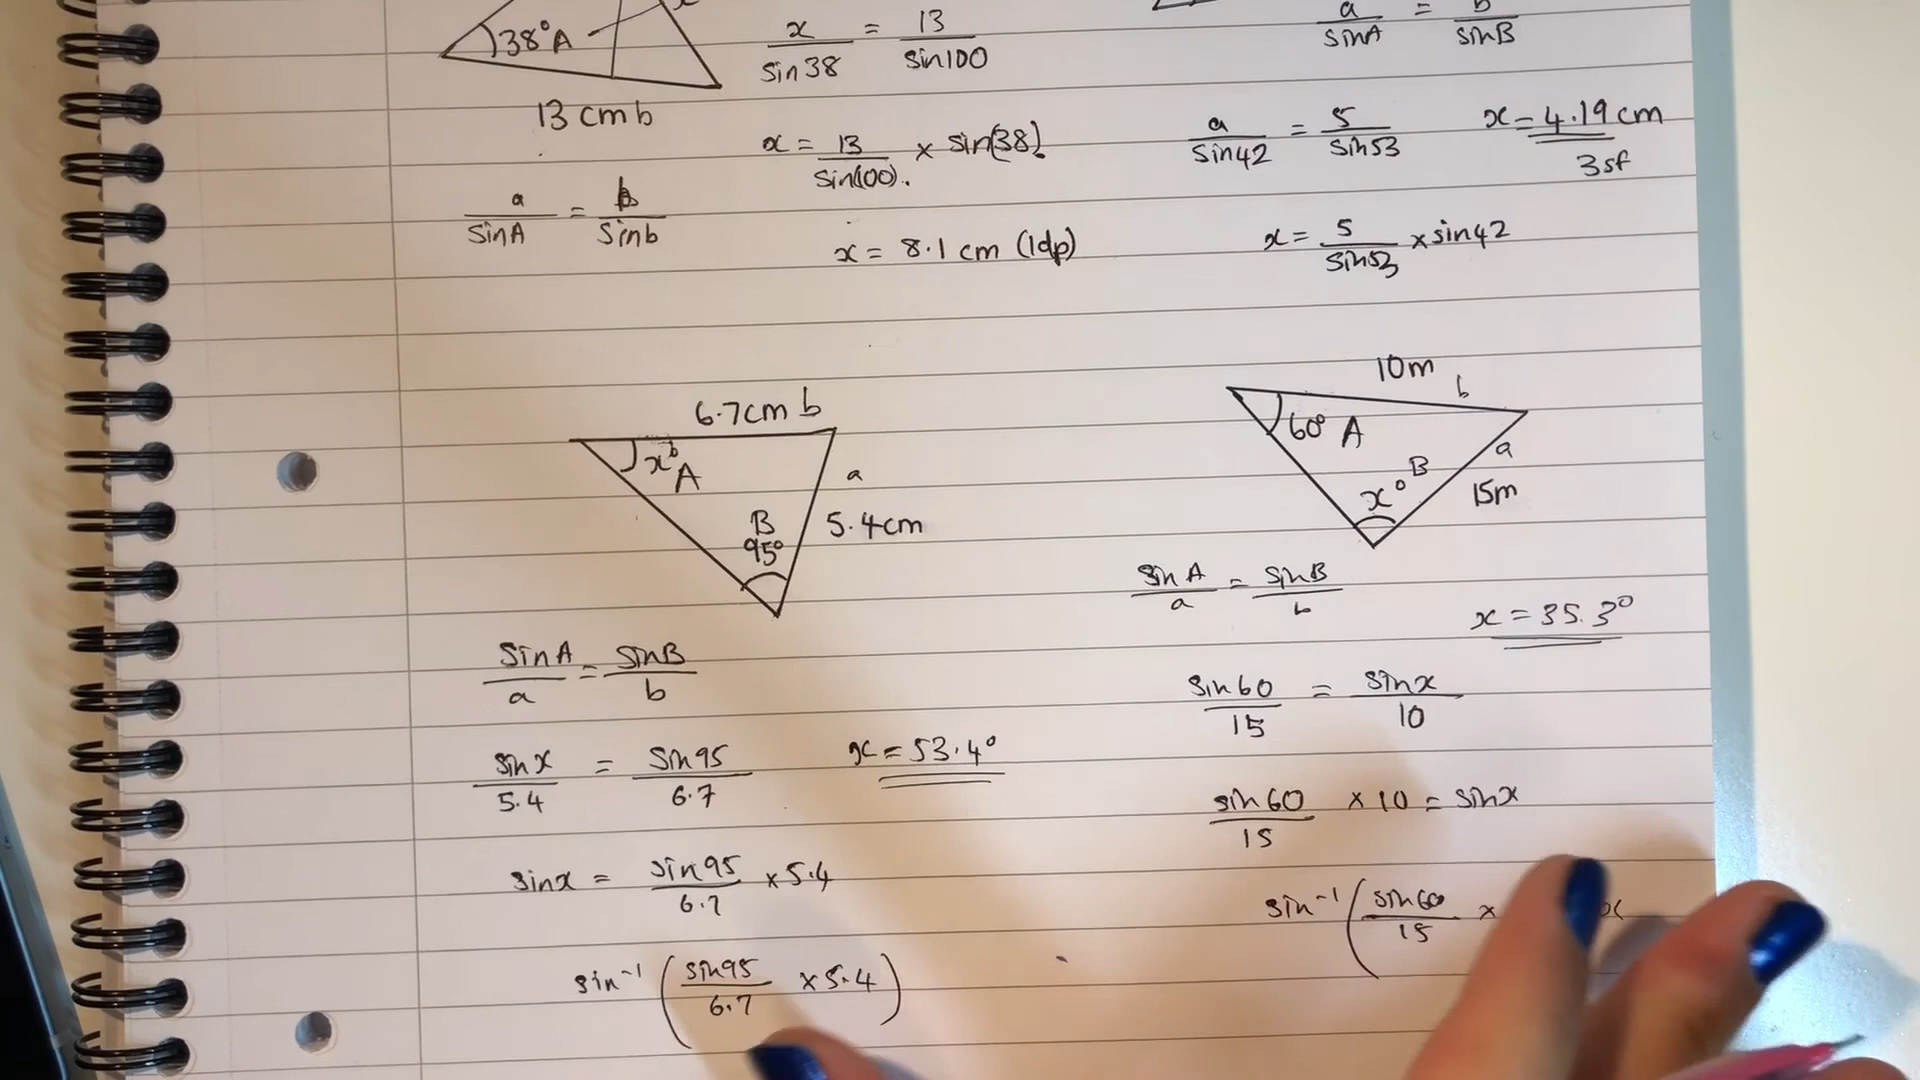 38° A
x
13 cm b
a/sinA = b/sinb
x/sin38 = 13/sin100
x = 13/sin(100). × sin(38)
x = 8.1 cm (1dp)
a/sinA = b/sinB
a/sin42 = 5/sin53
x = 4.19 cm
3sf
x = 5/sin53 × sin42
6.7cm b
x° A
a
B
95°
5.4cm
sinA/a = sinB/b
sinx/5.4 = sin95/6.7
x = 53.4°
sinx = sin95/6.7 × 5.4
sin⁻¹ (sin95/6.7 × 5.4)
10m
b
60° A
a
B
x°
15m
sinA/a = sinB/b
x = 35.3°
sin60/15 = sinx/10
sin60/15 × 10 = sinx
sin⁻¹ (sin60/15 ×